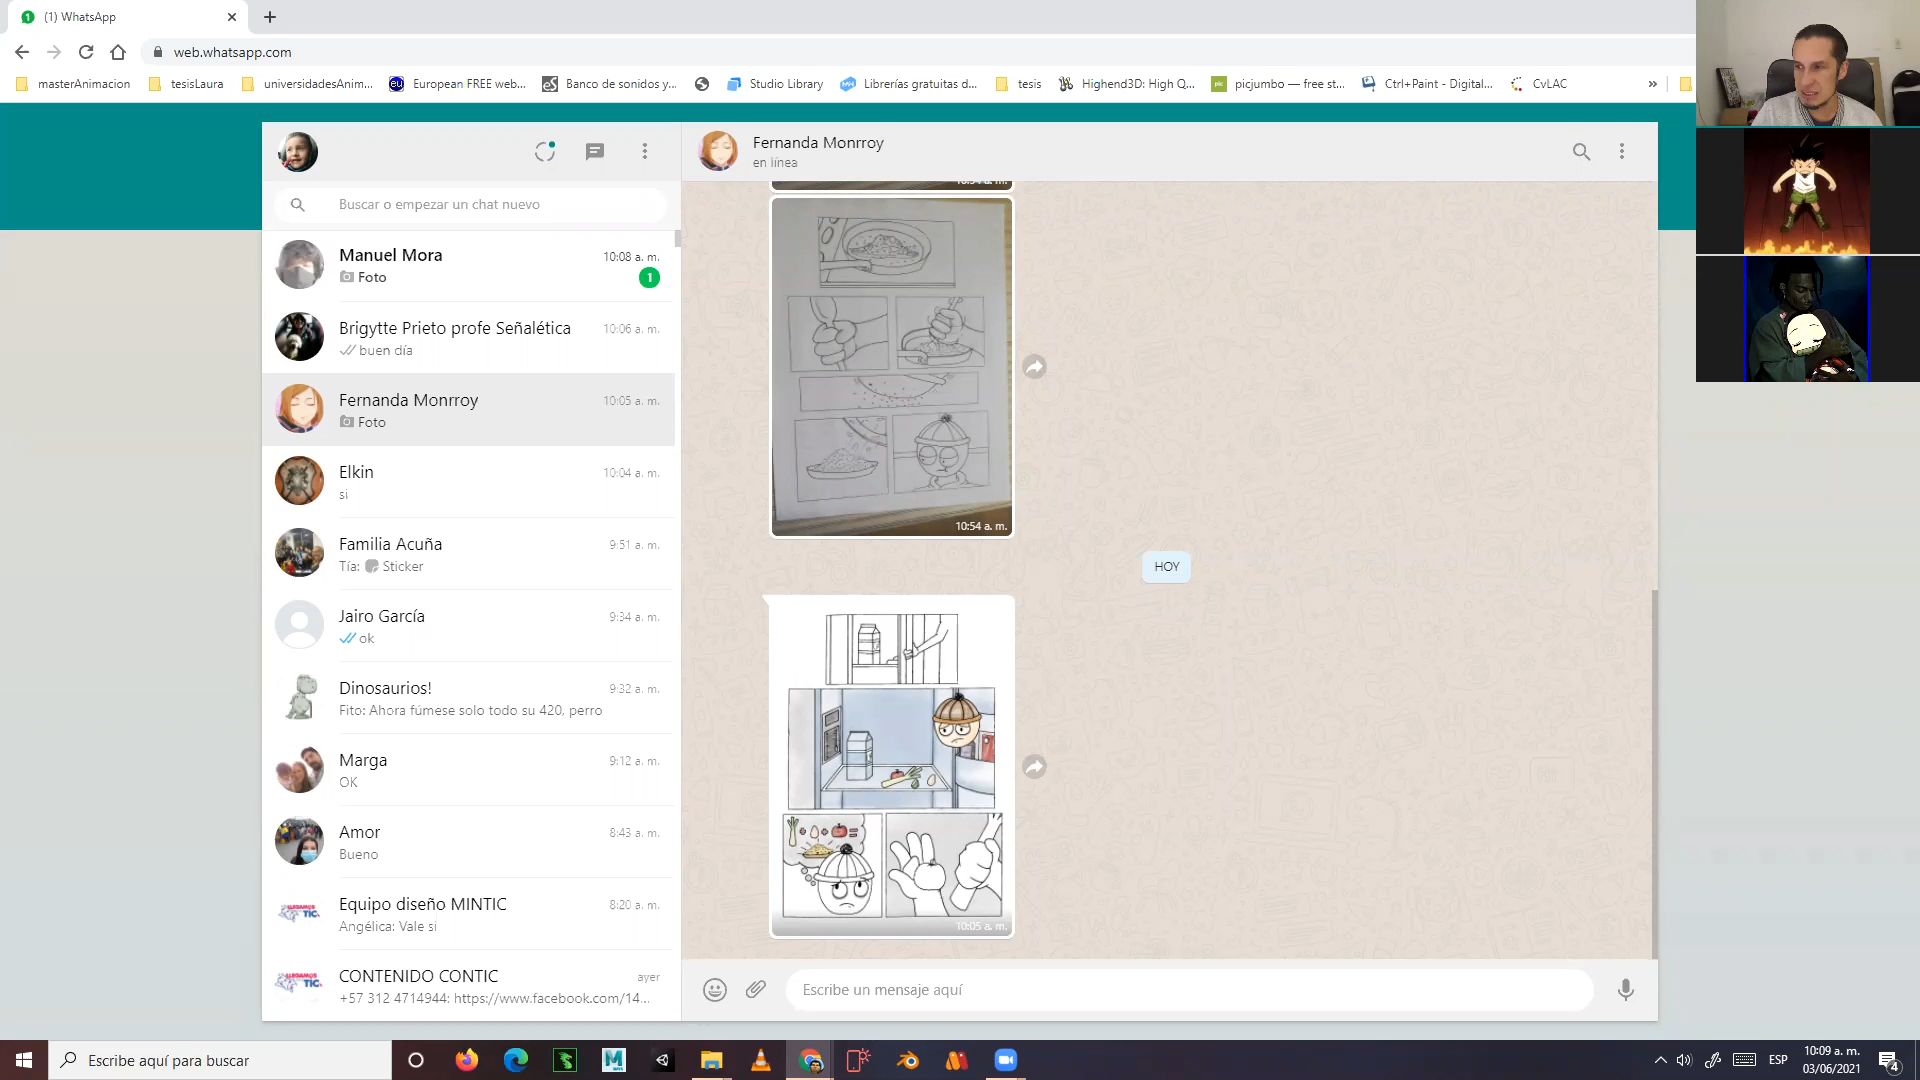 (1) WhatsApp
web.whatsapp.com
masterAnimacion
tesisLaura
universidadesAnim...
European FREE web...
Banco de sonidos y...
Studio Library
Librerías gratuitas d...
tesis
Highend3D: High Q...
picjumbo — free st...
Ctrl+Paint - Digital...
CvLAC
»
Fernanda Monrroy
en línea
Buscar o empezar un chat nuevo
Manuel Mora
10:08 a. m.
Foto
1
Brigytte Prieto profe Señalética
10:06 a. m.
buen día
Fernanda Monrroy
10:05 a. m.
Foto
Elkin
10:04 a. m.
si
Familia Acuña
9:51 a. m.
Tía: Sticker
Jairo García
9:34 a. m.
ok
Dinosaurios!
9:32 a. m.
Fito: Ahora fúmese solo todo su 420, perro
Marga
9:12 a. m.
OK
Amor
8:43 a. m.
Bueno
Equipo diseño MINTIC
8:20 a. m.
Angélica: Vale si
CONTENIDO CONTIC
ayer
+57 312 4714944: https://www.facebook.com/14...
10:54 a. m.
10:54 a. m.
HOY
10:05 a. m.
Escribe un mensaje aquí
Escribe aquí para buscar
ESP
10:09 a. m.
03/06/2021
4